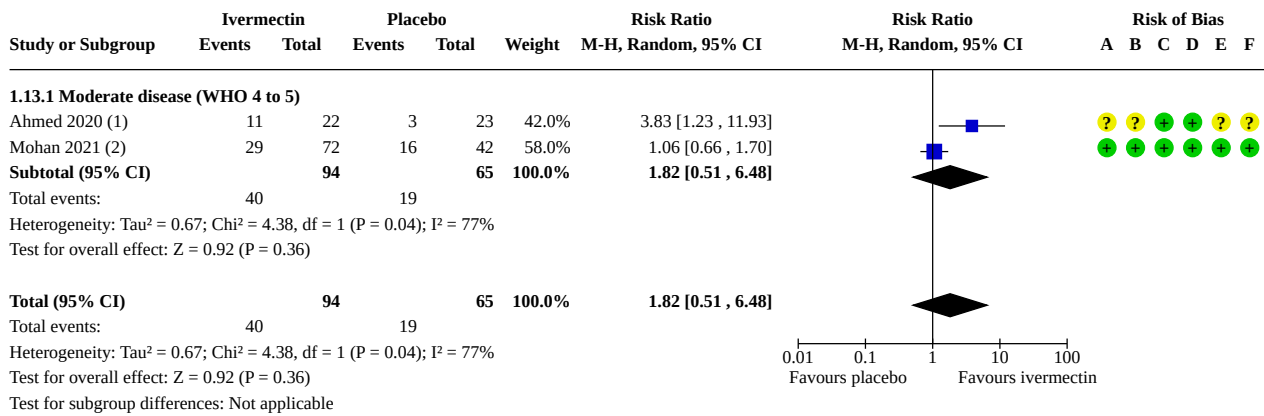 Ivermectin Placebo Risk Ratio Risk Ratio Risk of Bias
Study or Subgroup Events Total Events Total Weight M-H, Random, 95% CI M-H, Random, 95% CI A B C D E F
1.13.1 Moderate disease (WHO 4 to 5)
Ahmed 2020 (1) 11 22 3 23 42.0% 3.83 [1.23 , 11.93] ? ? + + ? ?
Mohan 2021 (2) 29 72 16 42 58.0% 1.06 [0.66 , 1.70] + + + + + +
Subtotal (95% CI) 94 65 100.0% 1.82 [0.51 , 6.48]
Total events: 40 19
Heterogeneity: Tau² = 0.67; Chi² = 4.38, df = 1 (P = 0.04); I² = 77%
Test for overall effect: Z = 0.92 (P = 0.36)
Total (95% CI) 94 65 100.0% 1.82 [0.51 , 6.48]
Total events: 40 19
Heterogeneity: Tau² = 0.67; Chi² = 4.38, df = 1 (P = 0.04); I² = 77%
0.01 0.1 1 10 100
Test for overall effect: Z = 0.92 (P = 0.36) Favours placebo Favours ivermectin
Test for subgroup differences: Not applicable